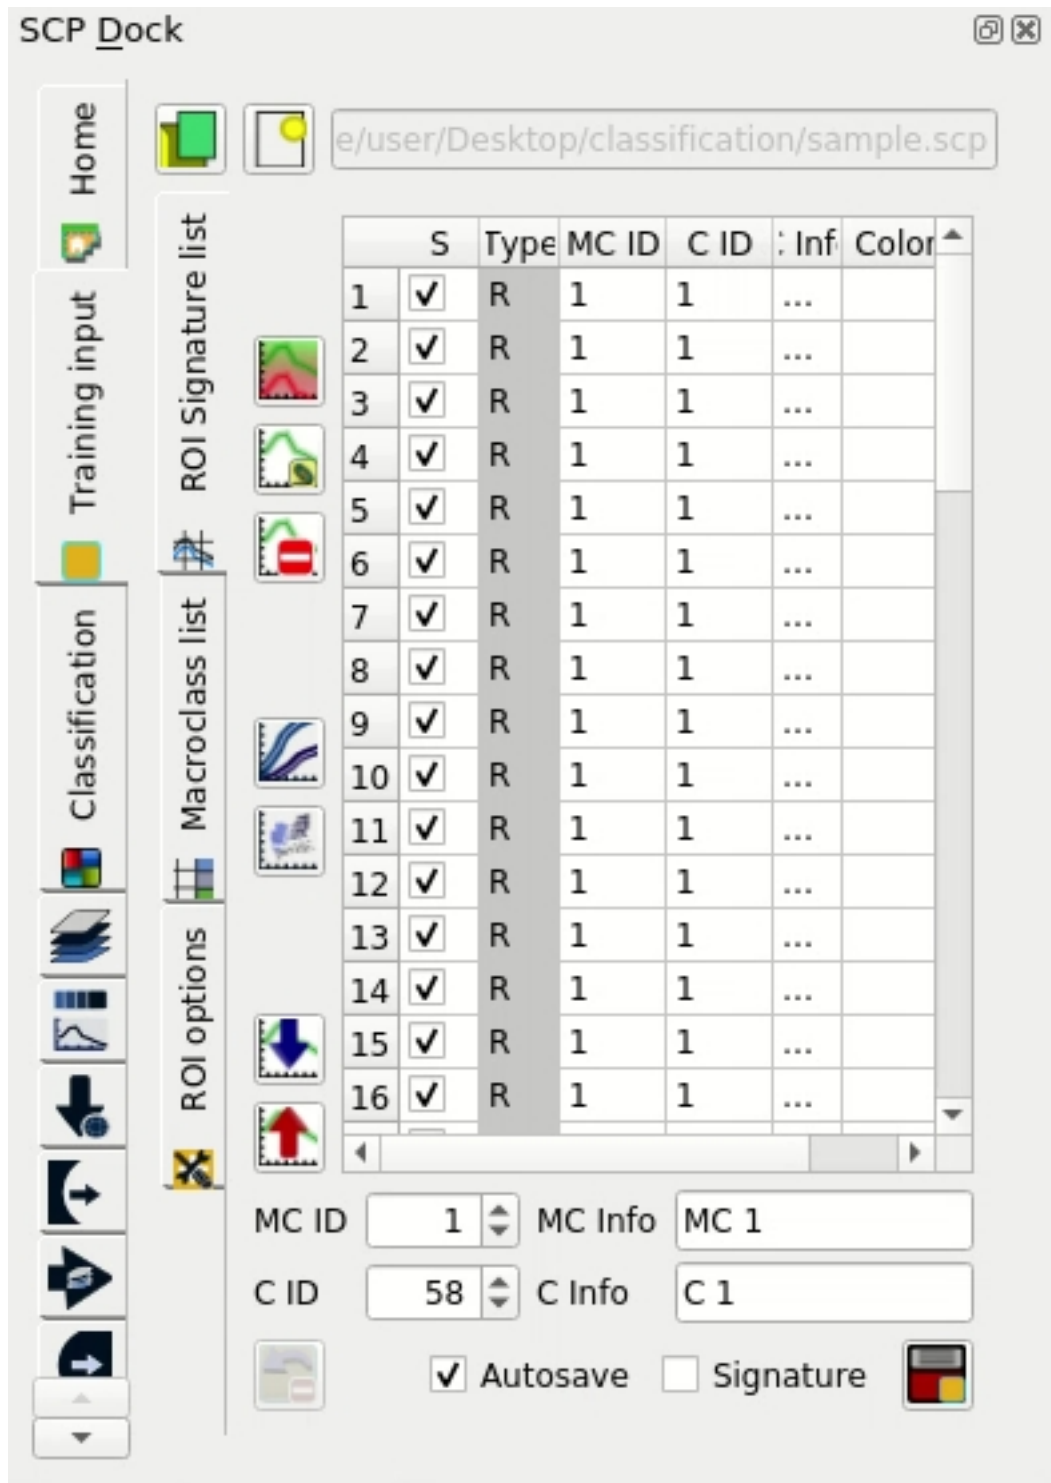 SCP Dock
Home
Training input
Classification
ROI Signature list
Macroclass list
ROI options
e/user/Desktop/classification/sample.scp
S Type MC ID C ID : Inf Color
1 R 1 1 ...
2 R 1 1 ...
3 R 1 1 ...
4 R 1 1 ...
5 R 1 1 ...
6 R 1 1 ...
7 R 1 1 ...
8 R 1 1 ...
9 R 1 1 ...
10 R 1 1 ...
11 R 1 1 ...
12 R 1 1 ...
13 R 1 1 ...
14 R 1 1 ...
15 R 1 1 ...
16 R 1 1 ...
MC ID 1 MC Info MC 1
C ID 58 C Info C 1
Autosave Signature